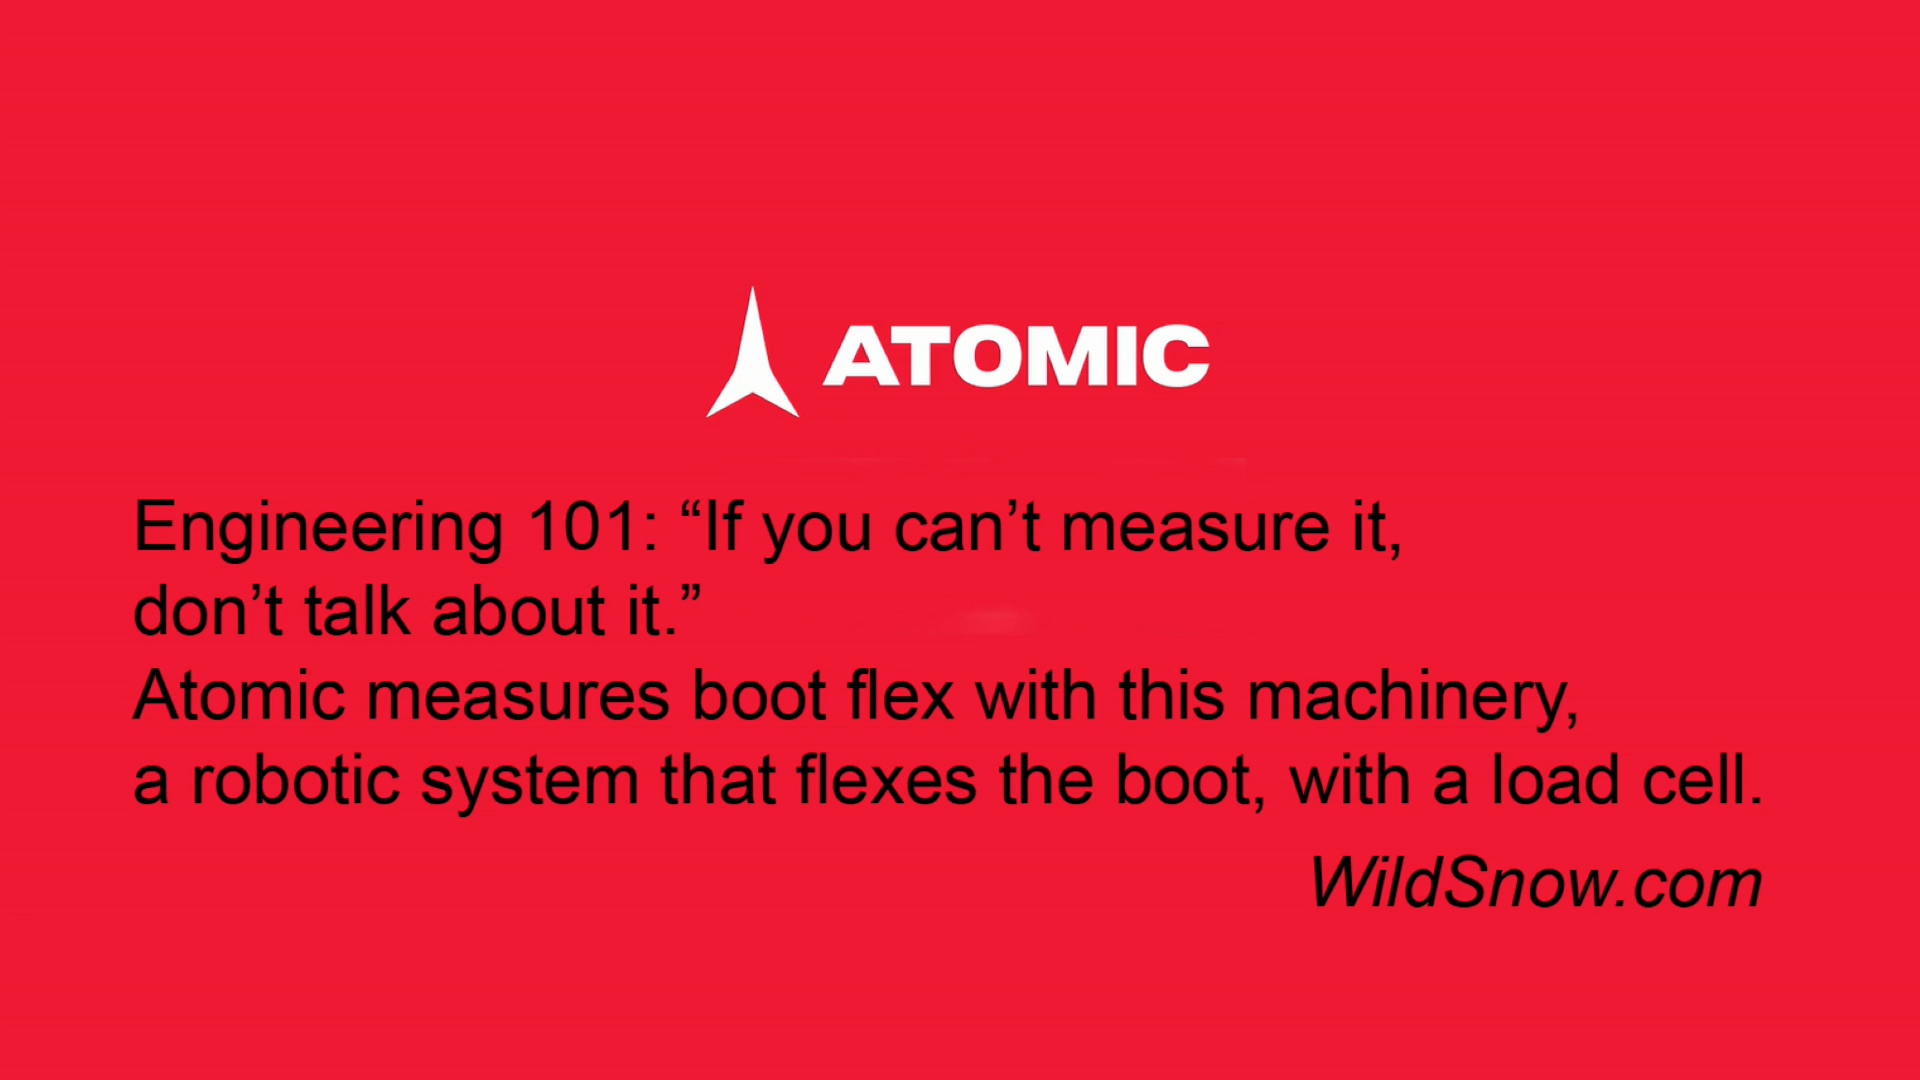 ATOMIC
Engineering 101: “If you can’t measure it,
don’t talk about it.”
Atomic measures boot flex with this machinery,
a robotic system that flexes the boot, with a load cell.
WildSnow.com